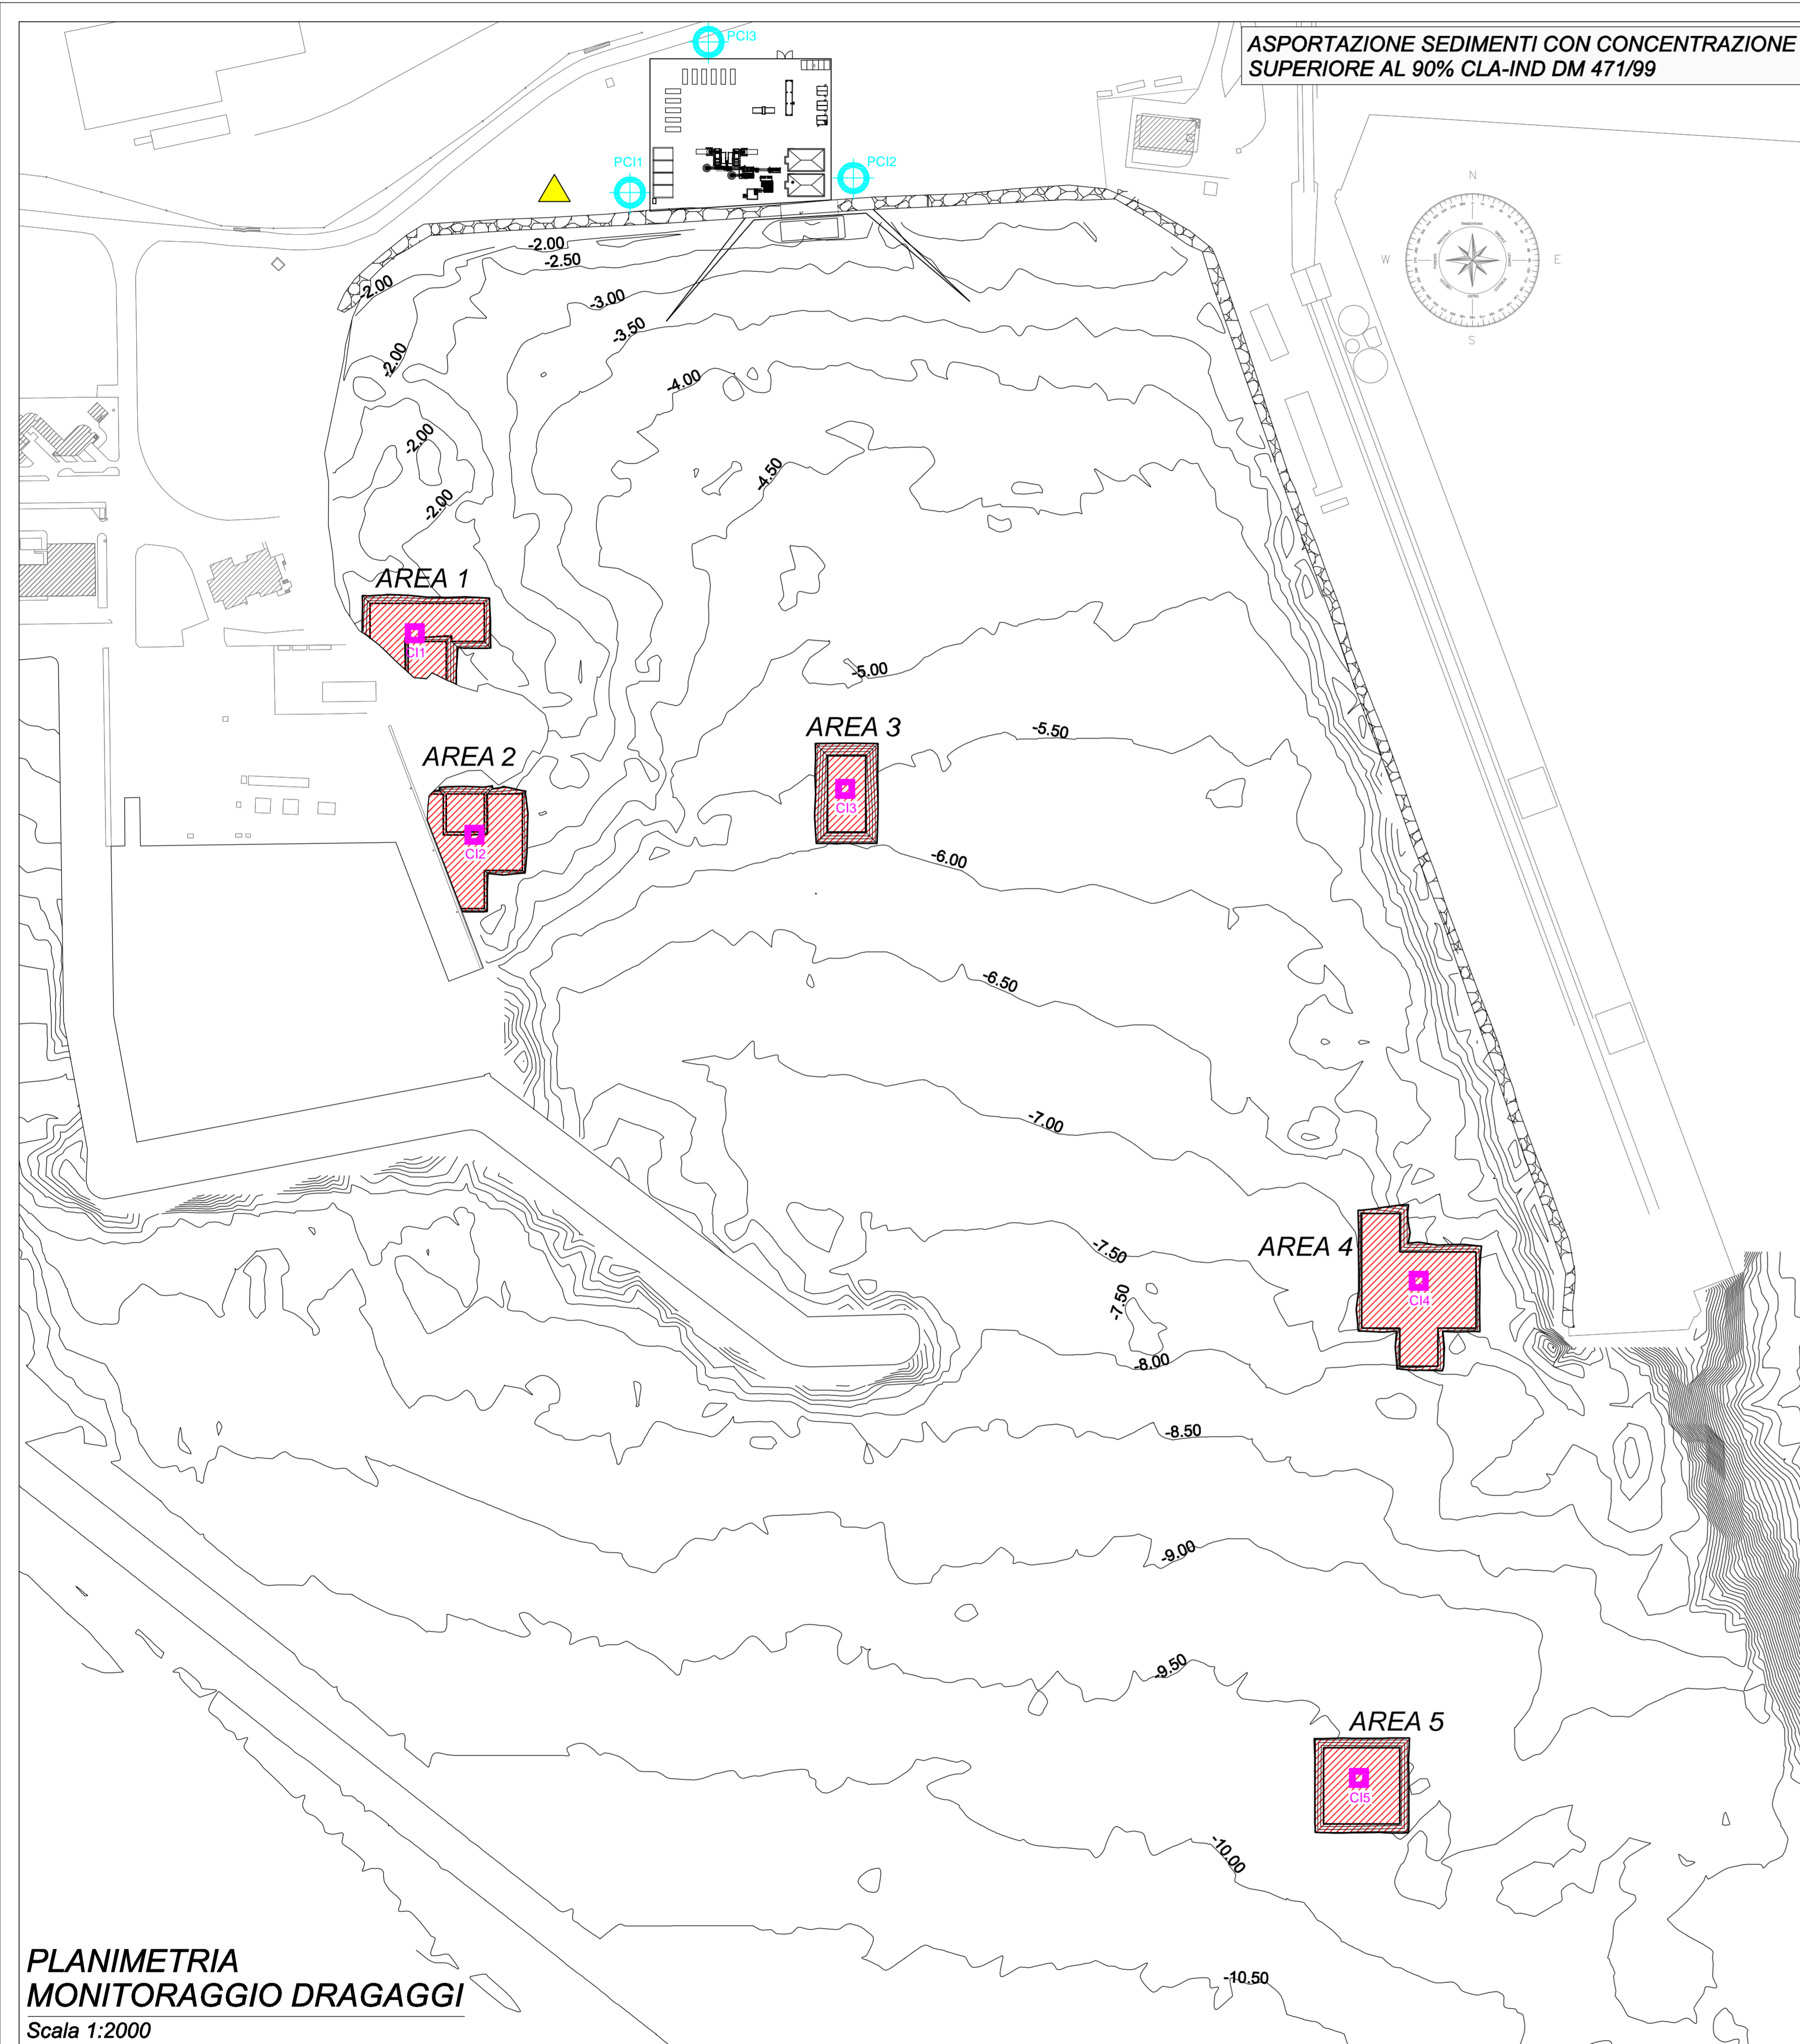 PCI3
ASPORTAZIONE SEDIMENTI CON CONCENTRAZIONE
SUPERIORE AL 90% CLA-IND DM 471/99
PCI1
PCI2
N
W
E
S
-2.00
-2.50
-2.00
-3.00
-3.50
-2.00
-4.00
-2.00
-4.50
-2.00
AREA 1
CI1
-5.00
AREA 3
-5.50
AREA 2
CI3
CI2
-6.00
-6.50
-7.00
AREA 4
-7.50
CI4
-7.50
-8.00
-8.50
-9.00
-9.50
AREA 5
CI5
-10.00
PLANIMETRIA
MONITORAGGIO DRAGAGGI
-10.50
Scala 1:2000